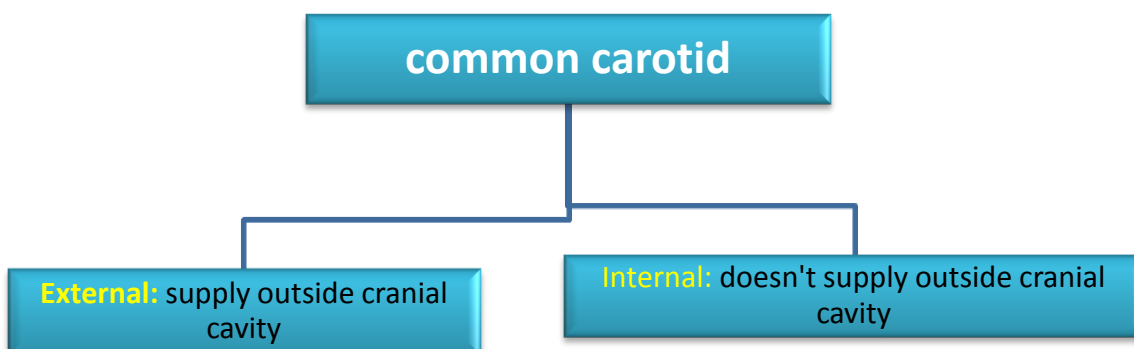 common carotid
External: supply outside cranial
cavity
Internal: doesn't supply outside cranial
cavity